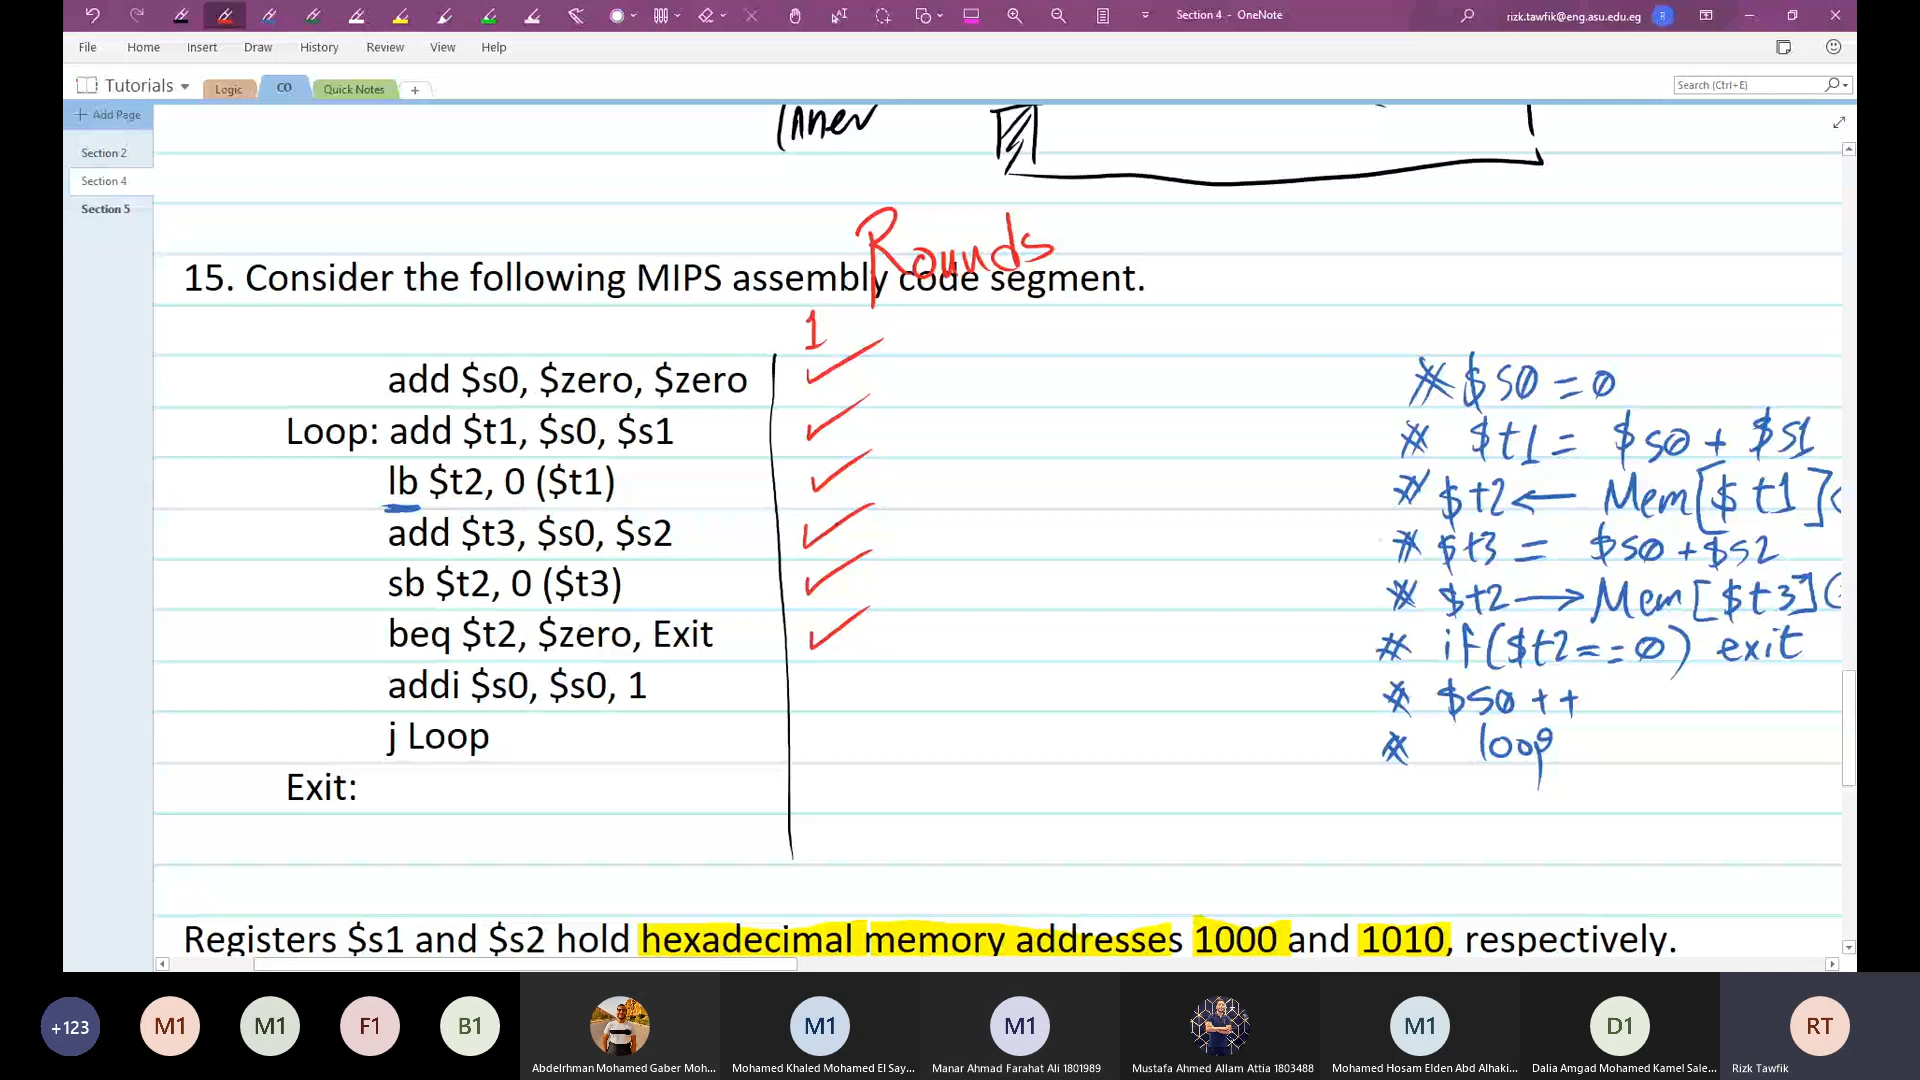 Section 4 - OneNote
rizk.tawfik@eng.asu.edu.eg
R
File Home Insert Draw History Review View Help
Tutorials Logic CO Quick Notes +
Search (Ctrl+E)
Add Page
Section 2
Section 4
Section 5
Rounds
15. Consider the following MIPS assembly code segment.
1
add $s0, $zero, $zero
* $s0 = 0
Loop: add $t1, $s0, $s1
* $t1 = $s0 + $s1
lb $t2, 0 ($t1)
* $t2 ← Mem[$t1](
add $t3, $s0, $s2
* $t3 = $s0 + $s2
sb $t2, 0 ($t3)
* $t2 → Mem[$t3](
beq $t2, $zero, Exit
* if($t2==0) exit
addi $s0, $s0, 1
* $s0++
j Loop
* loop
Exit:
Registers $s1 and $s2 hold hexadecimal memory addresses 1000 and 1010, respectively.
+123 M1 M1 F1 B1 M1 M1 M1 D1 RT
Abdelrhman Mohamed Gaber Moh...
Mohamed Khaled Mohamed El Say...
Manar Ahmad Farahat Ali 1801989
Mustafa Ahmed Allam Attia 1803488
Mohamed Hosam Elden Abd Alhaki...
Dalia Amgad Mohamed Kamel Sale...
Rizk Tawfik